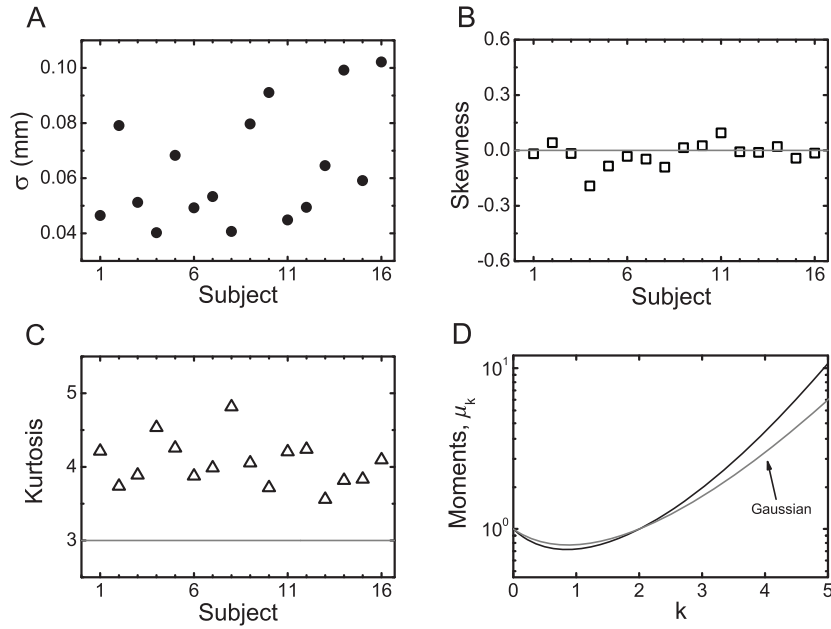 A
0.10
0.08
0.06
0.04
σ (mm)
1 6 11 16
Subject
B
0.6
0.3
0.0
-0.3
-0.6
Skewness
1 6 11 16
Subject
C
5
4
3
Kurtosis
1 6 11 16
Subject
D
10¹
10⁰
Moments, μₖ
Gaussian
0 1 2 3 4 5
k